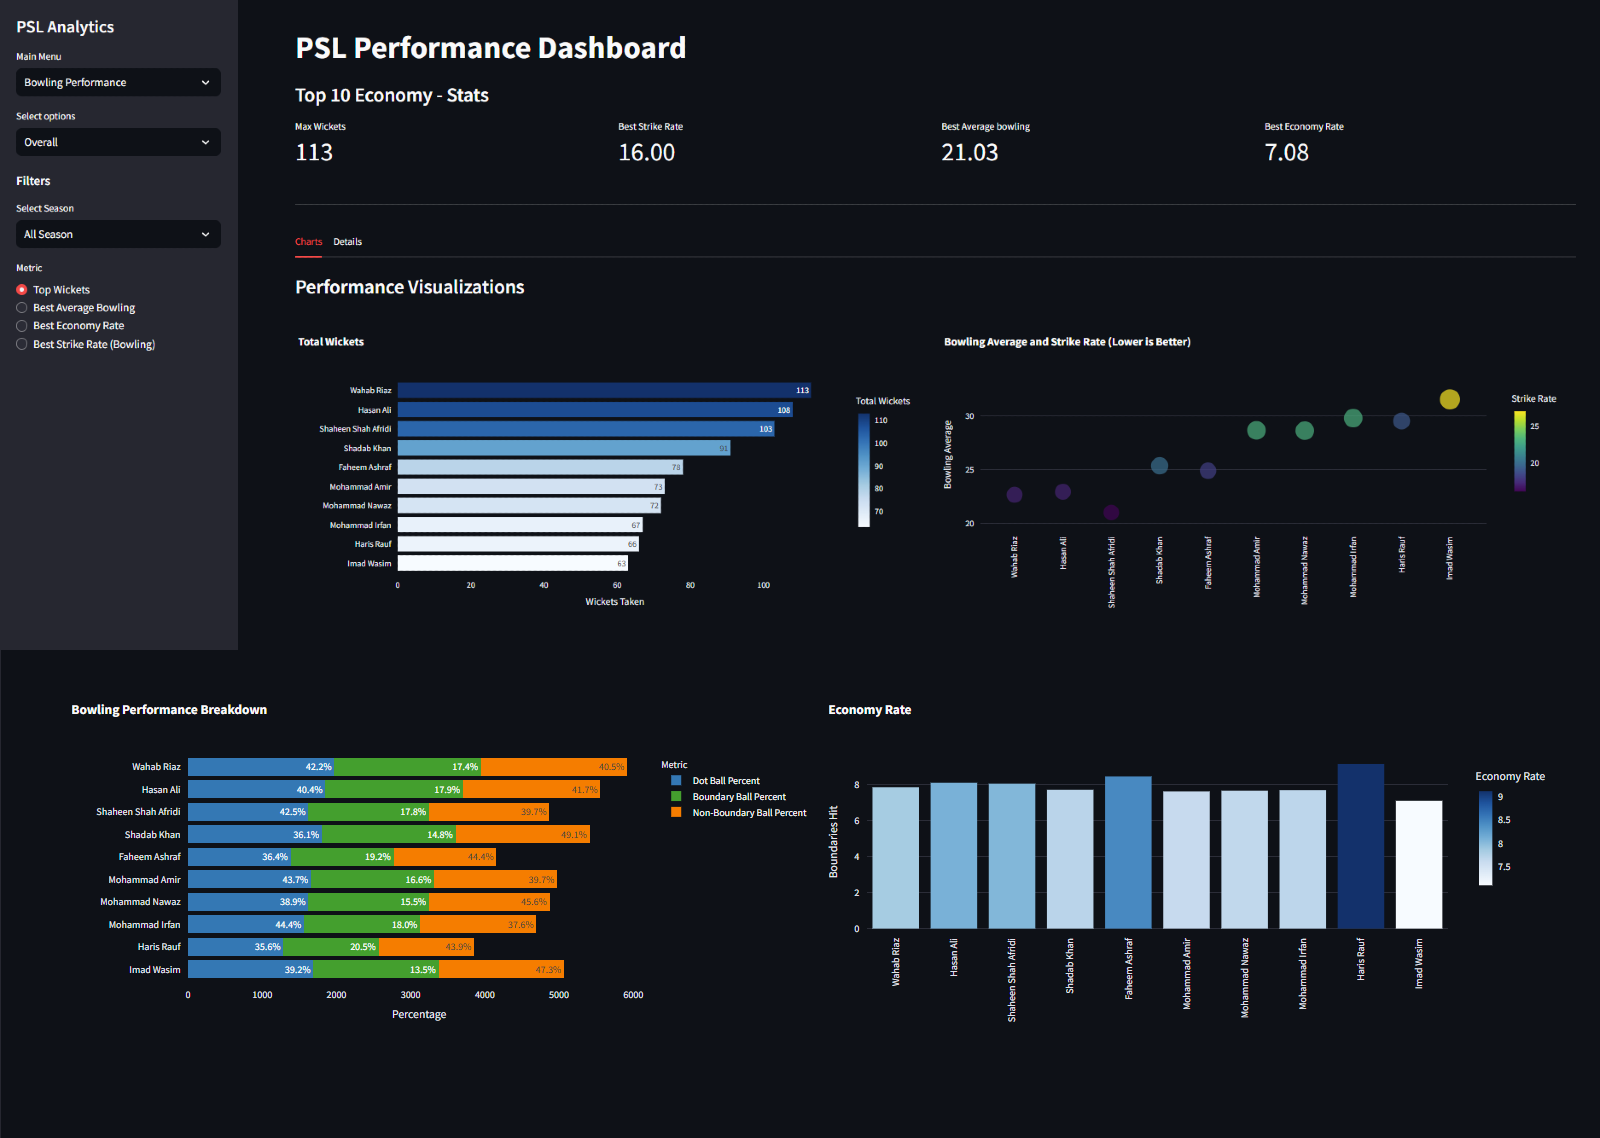 PSL Analytics
Main Menu
Bowling Performance
Select options
Overall
Filters
Select Season
All Season
Metric
Top Wickets
Best Average Bowling
Best Economy Rate
Best Strike Rate (Bowling)
PSL Performance Dashboard
Top 10 Economy - Stats
Max Wickets
113
Best Strike Rate
16.00
Best Average bowling
21.03
Best Economy Rate
7.08
Charts Details
Performance Visualizations
Total Wickets
Wahab Riaz 113
Hasan Ali 108
Shaheen Shah Afridi 103
Shadab Khan 91
Faheem Ashraf 78
Mohammad Amir 73
Mohammad Nawaz 72
Mohammad Irfan 67
Haris Rauf 66
Imad Wasim 63
0 20 40 60 80 100
Wickets Taken
Total Wickets
110
100
90
80
70
Bowling Average and Strike Rate (Lower is Better)
Bowling Average
30
25
20
Wahab Riaz
Hasan Ali
Shaheen Shah Afridi
Shadab Khan
Faheem Ashraf
Mohammad Amir
Mohammad Nawaz
Mohammad Irfan
Haris Rauf
Imad Wasim
Strike Rate
25
20
Bowling Performance Breakdown
Wahab Riaz 42.2% 17.4% 40.5%
Hasan Ali 40.4% 17.9% 41.7%
Shaheen Shah Afridi 42.5% 17.8% 39.7%
Shadab Khan 36.1% 14.8% 49.1%
Faheem Ashraf 36.4% 19.2% 44.4%
Mohammad Amir 43.7% 16.6% 39.7%
Mohammad Nawaz 38.9% 15.5% 45.6%
Mohammad Irfan 44.4% 18.0% 37.6%
Haris Rauf 35.6% 20.5% 43.9%
Imad Wasim 39.2% 13.5% 47.3%
0 1000 2000 3000 4000 5000 6000
Percentage
Metric
Dot Ball Percent
Boundary Ball Percent
Non-Boundary Ball Percent
Economy Rate
Boundaries Hit
8
6
4
2
0
Wahab Riaz
Hasan Ali
Shaheen Shah Afridi
Shadab Khan
Faheem Ashraf
Mohammad Amir
Mohammad Nawaz
Mohammad Irfan
Haris Rauf
Imad Wasim
Economy Rate
9
8.5
8
7.5